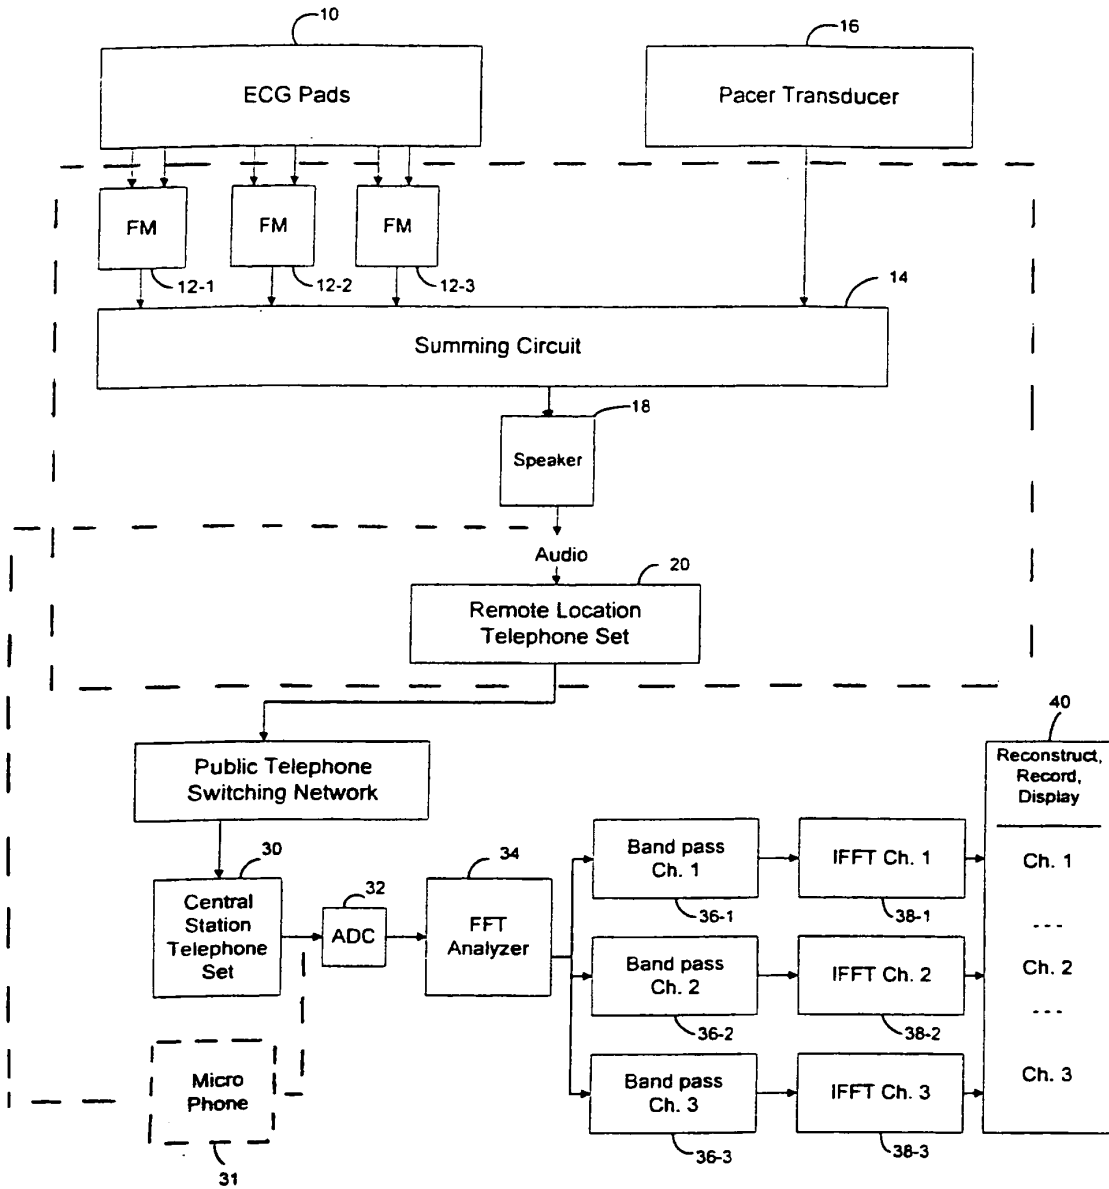 10
16
ECG Pads
Pacer Transducer
FM
FM
FM
12-1
12-2
12-3
14
Summing Circuit
18
Speaker
Audio
20
Remote Location
Telephone Set
40
Public Telephone
Switching Network
Reconstruct,
Record,
Display
30
32
34
Central
Station
Telephone
Set
ADC
FFT
Analyzer
Band pass
Ch. 1
IFFT Ch. 1
Ch. 1
36-1
38-1
---
Band pass
Ch. 2
IFFT Ch. 2
Ch. 2
36-2
38-2
---
Micro
Phone
31
Band pass
Ch. 3
IFFT Ch. 3
Ch. 3
36-3
38-3